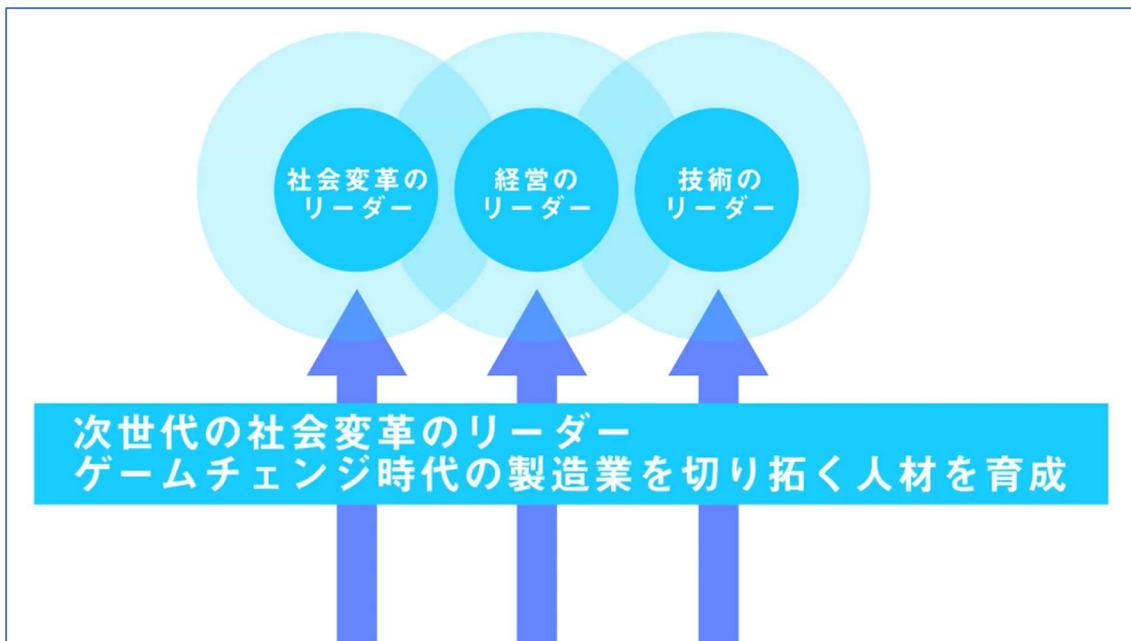 社会変革の
リーダー
経営の
リーダー
技術の
リーダー
次世代の社会変革のリーダー
ゲームチェンジ時代の製造業を切り拓く人材を育成